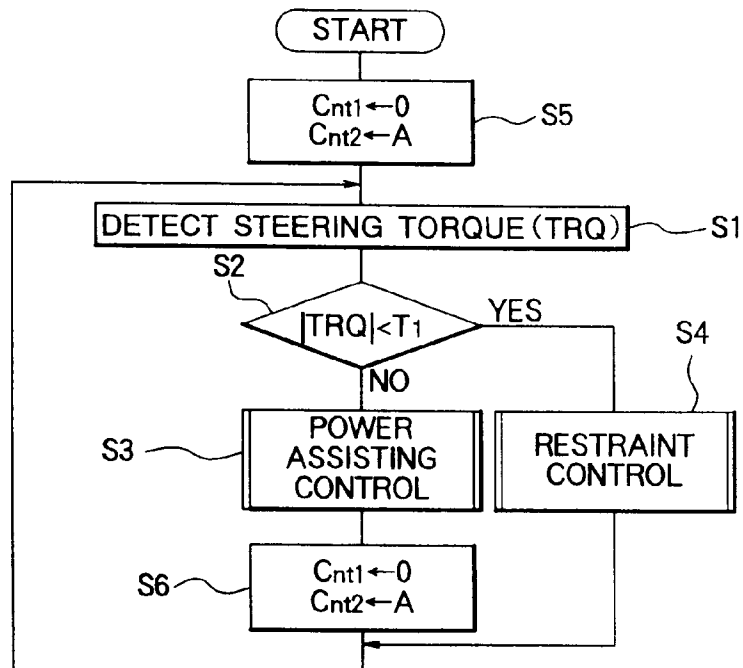 START
Cnt1←0
Cnt2←A
S5
DETECT STEERING TORQUE (TRQ)
S1
S2
|TRQ|<T1
YES
NO
S4
S3
POWER
ASSISTING
CONTROL
RESTRAINT
CONTROL
S6
Cnt1←0
Cnt2←A